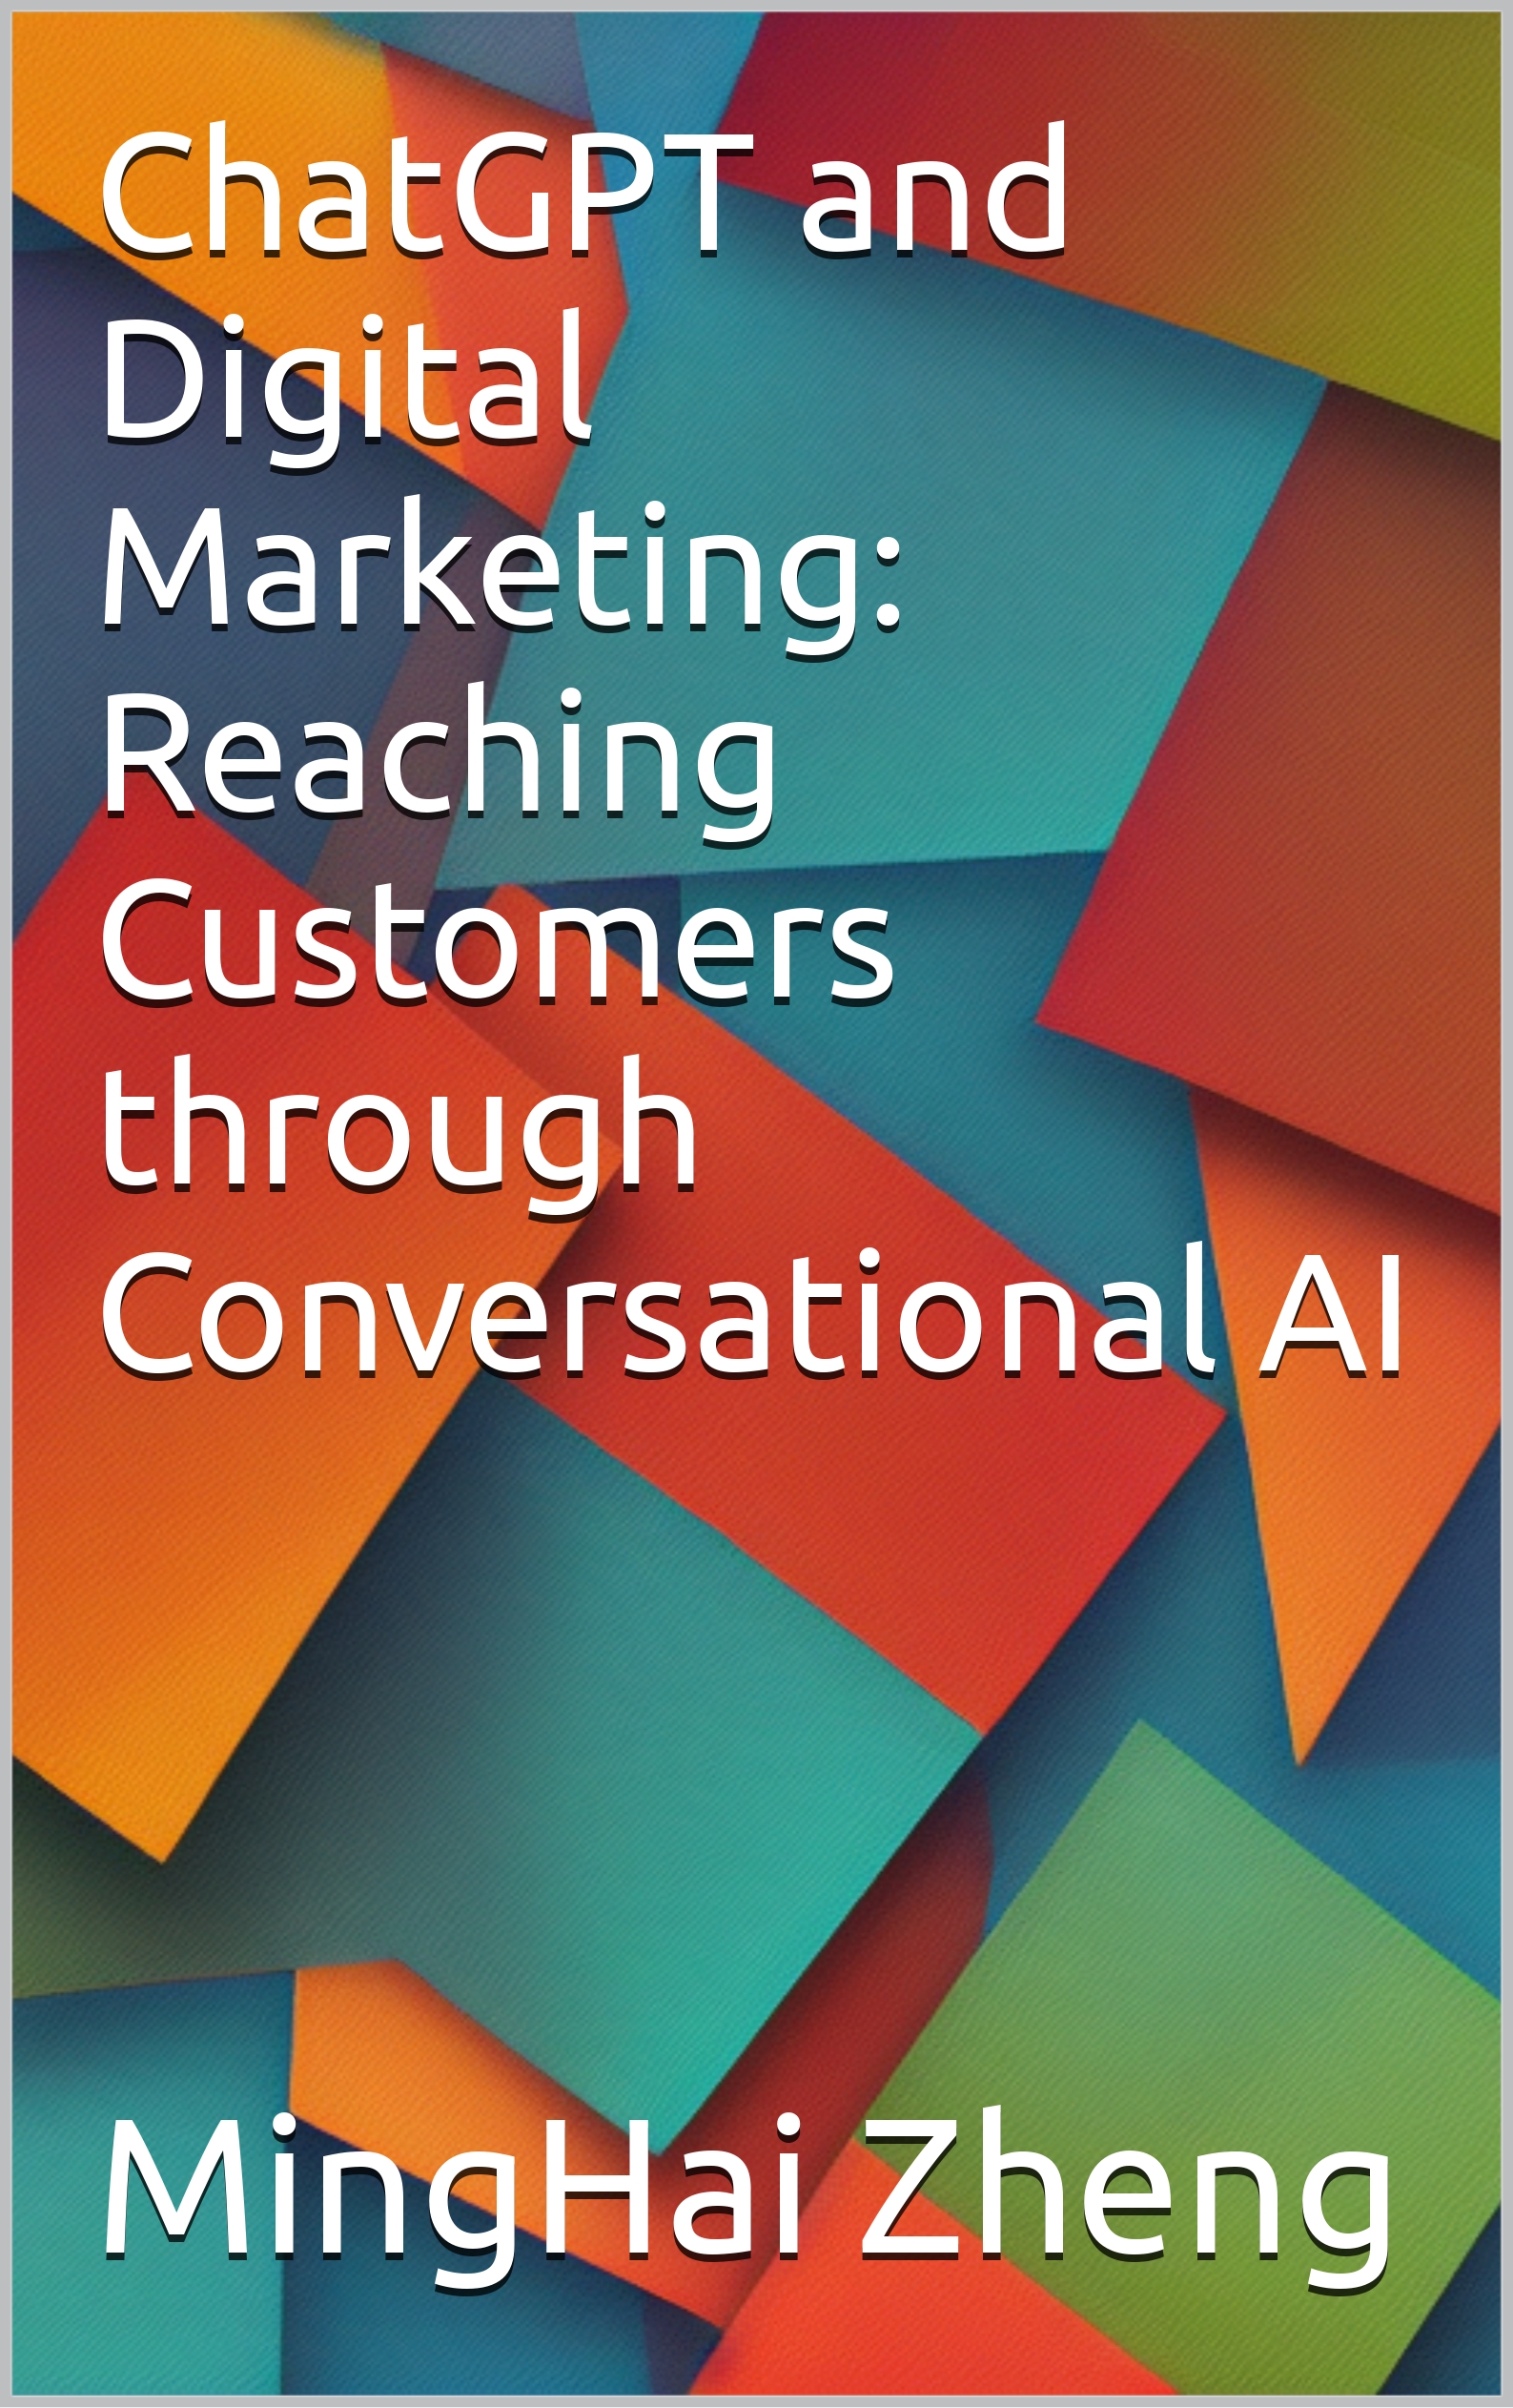 ChatGPT and
Digital
Marketing:
Reaching
Customers
through
Conversational AI
MingHai Zheng